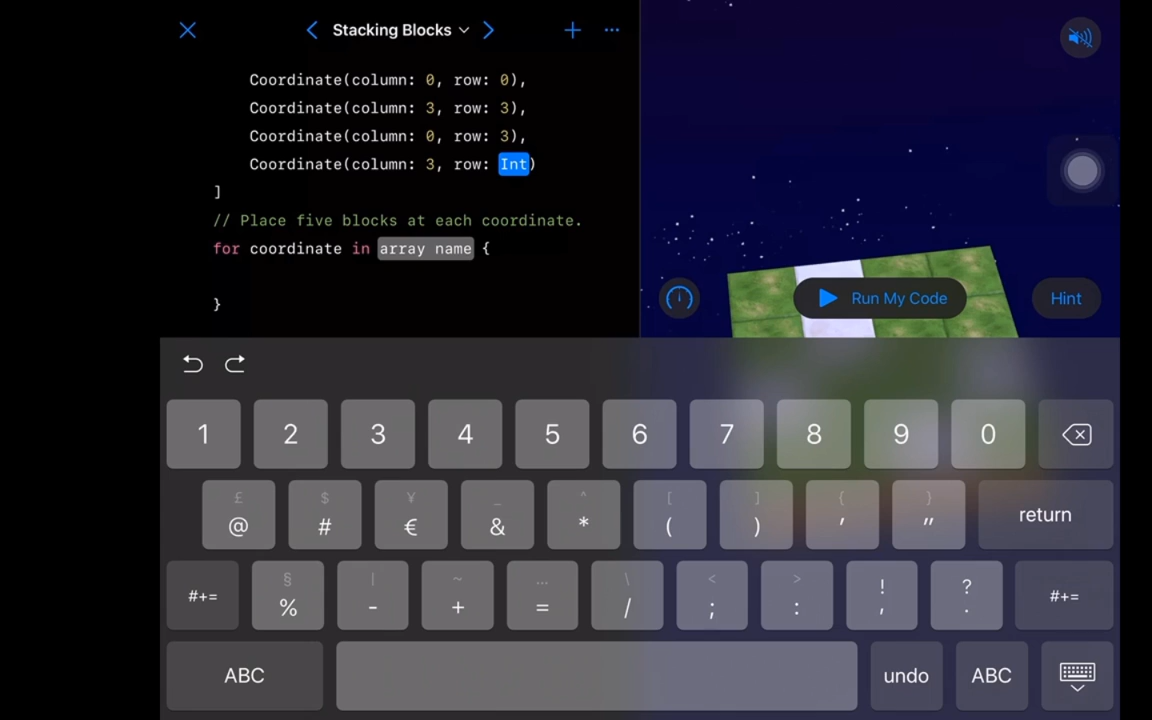 Stacking Blocks
Coordinate(column: 0, row: 0),
Coordinate(column: 3, row: 3),
Coordinate(column: 0, row: 3),
Coordinate(column: 3, row: Int)
]
// Place five blocks at each coordinate.
for coordinate in array name {
}
Run My Code
Hint
1 2 3 4 5 6 7 8 9 0
£ $ ¥ _ ^ [ ] { }
@ # € & * ( ) ' " return
§ | ~ … \ < > ! ?
#+= % - + = / ; : , . #+=
ABC undo ABC